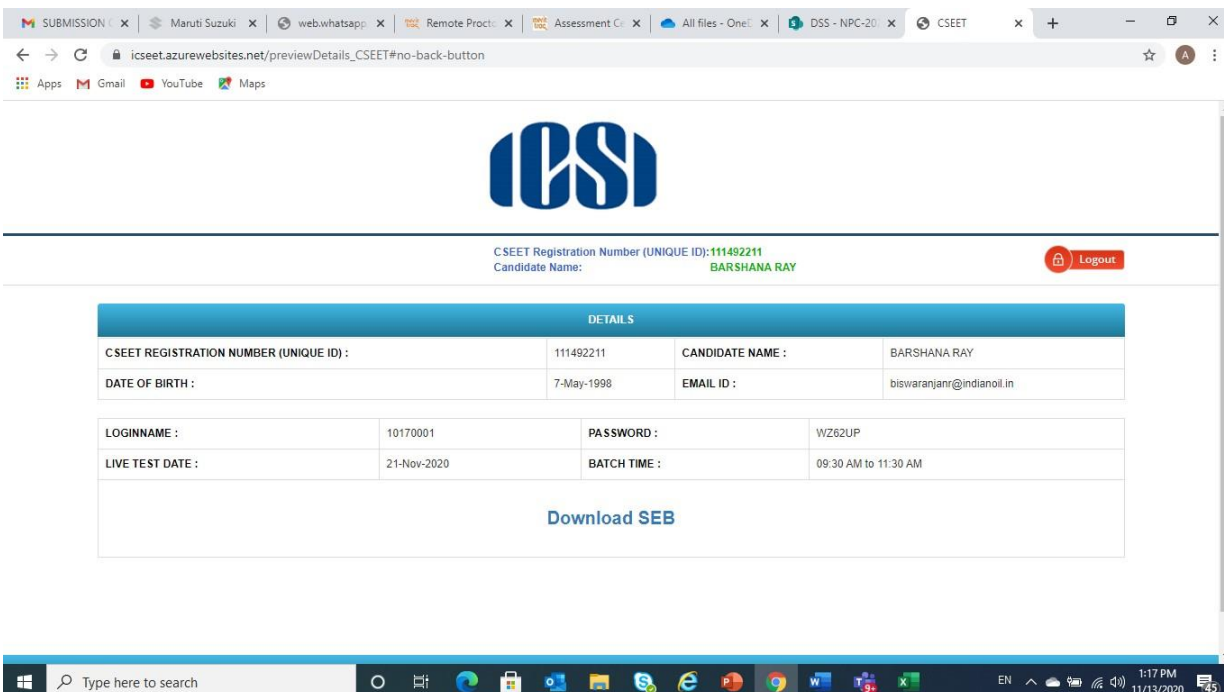 SUBMISSION
Maruti Suzuki
web.whatsapp
Remote Procto
Assessment Ce
All files - OneD
DSS - NPC-20
CSEET
icseet.azurewebsites.net/previewDetails_CSEET#no-back-button
A
Apps Gmail YouTube Maps
ICSI
CSEET Registration Number (UNIQUE ID):111492211
Candidate Name: BARSHANA RAY
Logout
DETAILS
CSEET REGISTRATION NUMBER (UNIQUE ID) : 111492211 CANDIDATE NAME : BARSHANA RAY
DATE OF BIRTH : 7-May-1998 EMAIL ID : biswaranjanr@indianoil.in
LOGINNAME : 10170001 PASSWORD : WZ62UP
LIVE TEST DATE : 21-Nov-2020 BATCH TIME : 09:30 AM to 11:30 AM
Download SEB
Type here to search
EN
1:17 PM
11/13/2020
45